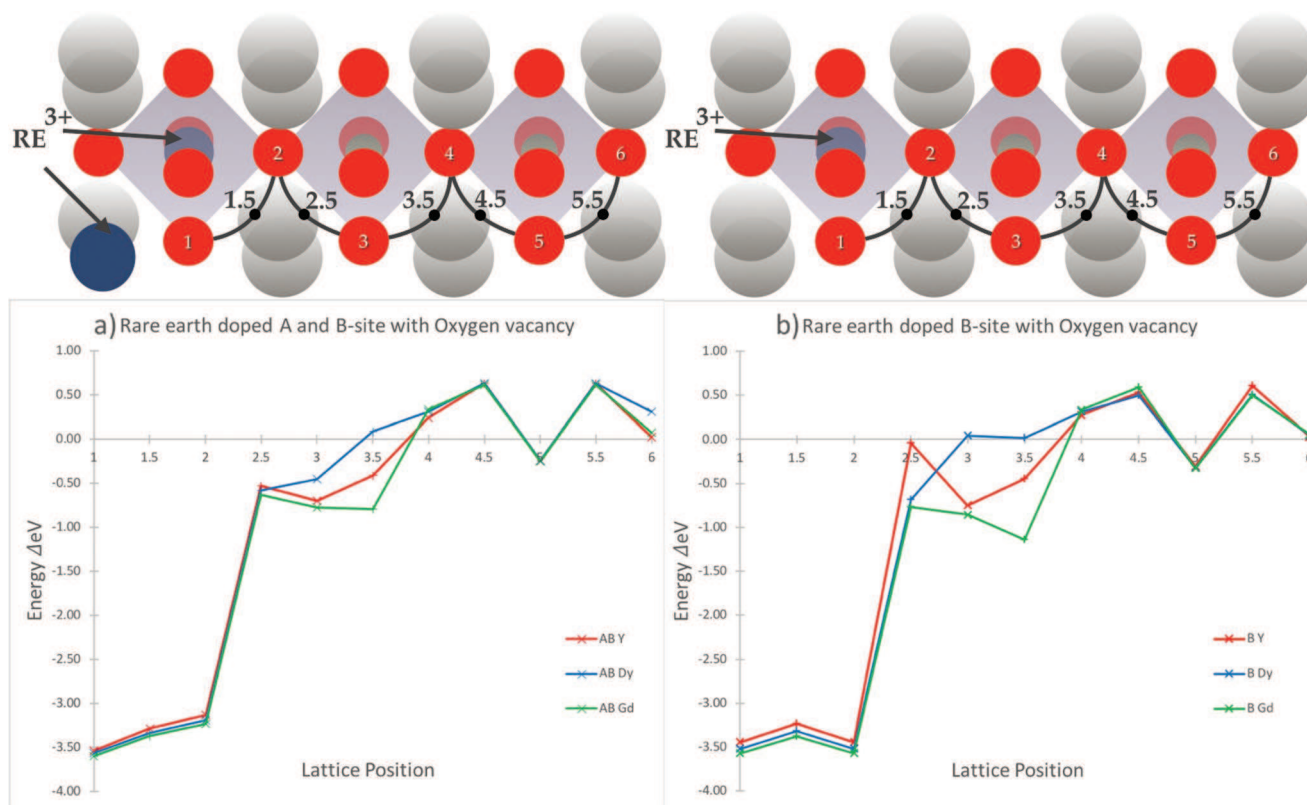 3+
RE
2
4
6
1.5
2.5
3.5
4.5
5.5
1
3
5
3+
RE
2
4
6
1.5
2.5
3.5
4.5
5.5
1
3
5
a) Rare earth doped A and B-site with Oxygen vacancy
1.00
0.50
0.00
-0.50
-1.00
-1.50
-2.00
-2.50
-3.00
-3.50
-4.00
1 1.5 2 2.5 3 3.5 4 4.5 5 5.5 6
Energy ΔeV
Lattice Position
AB Y
AB Dy
AB Gd
b) Rare earth doped B-site with Oxygen vacancy
1.00
0.50
0.00
-0.50
-1.00
-1.50
-2.00
-2.50
-3.00
-3.50
-4.00
1 1.5 2 2.5 3 3.5 4 4.5 5 5.5 6
Energy ΔeV
Lattice Position
B Y
B Dy
B Gd